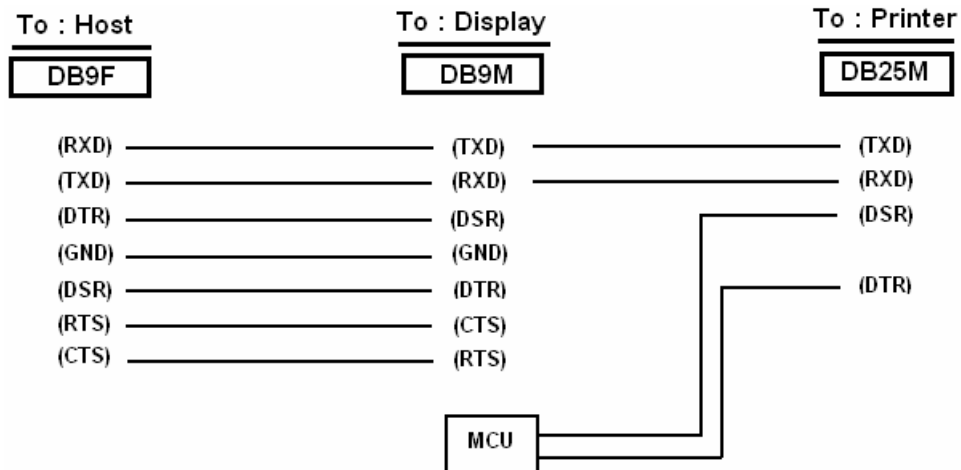 To : Host To : Display To : Printer
DB9F DB9M DB25M
(RXD) (TXD) (TXD)
(TXD) (RXD) (RXD)
(DTR) (DSR) (DSR)
(GND) (GND)
(DSR) (DTR) (DTR)
(RTS) (CTS)
(CTS) (RTS)
MCU